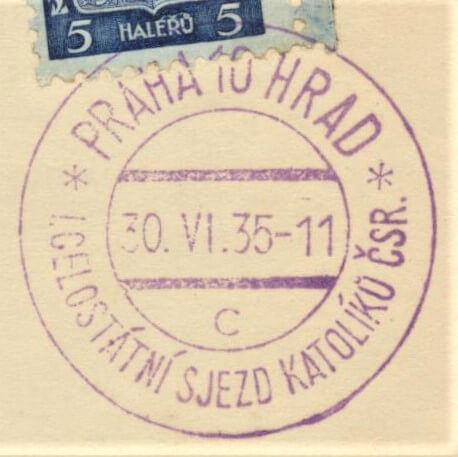 5 HALÉŘŮ 5
PRAHA 10 HRAD
* *
30. VI. 35-11
C
I. CELOSTÁTNÍ SJEZD KATOLÍKŮ ČSR.